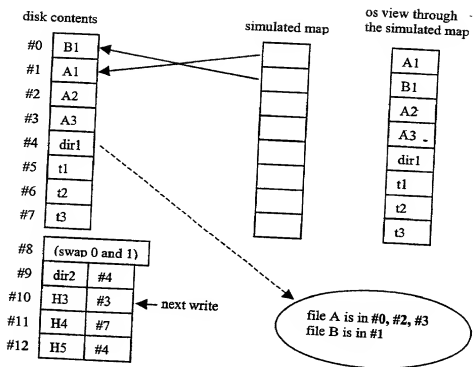 disk contents
simulated map
os view through
the simulated map
#0 B1
#1 A1
#2 A2
#3 A3
#4 dir1
#5 t1
#6 t2
#7 t3
A1
B1
A2
A3
dir1
t1
t2
t3
#8 (swap 0 and 1)
#9 dir2 #4
#10 H3 #3 next write
#11 H4 #7
#12 H5 #4
file A is in #0, #2, #3
file B is in #1